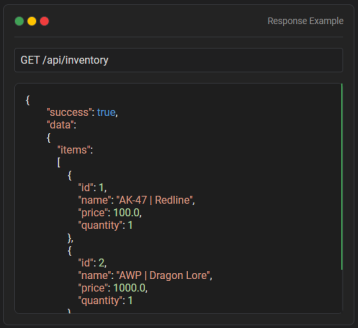 Response Example
GET /api/inventory
{
"success": true,
"data":
{
"items":
[
{
"id": 1,
"name": "AK-47 | Redline",
"price": 100.0,
"quantity": 1
},
{
"id": 2,
"name": "AWP | Dragon Lore",
"price": 1000.0,
"quantity": 1
}